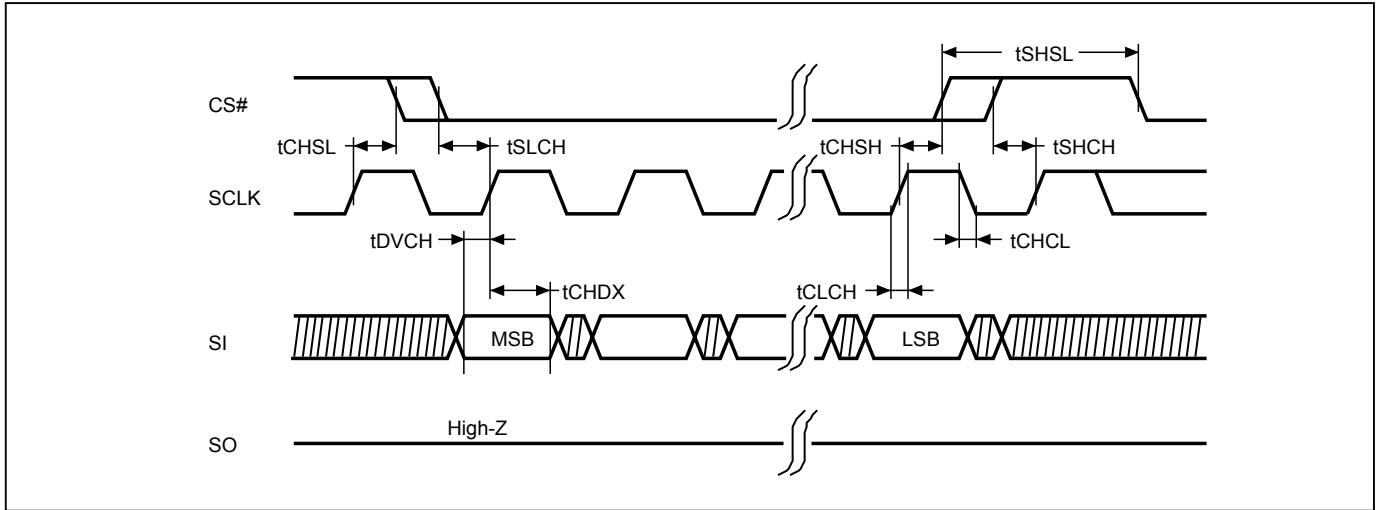 tSHSL
CS#
tCHSL
tSLCH
tCHSH
tSHCH
SCLK
tDVCH
tCHCL
tCHDX
tCLCH
SI
MSB
LSB
High-Z
SO